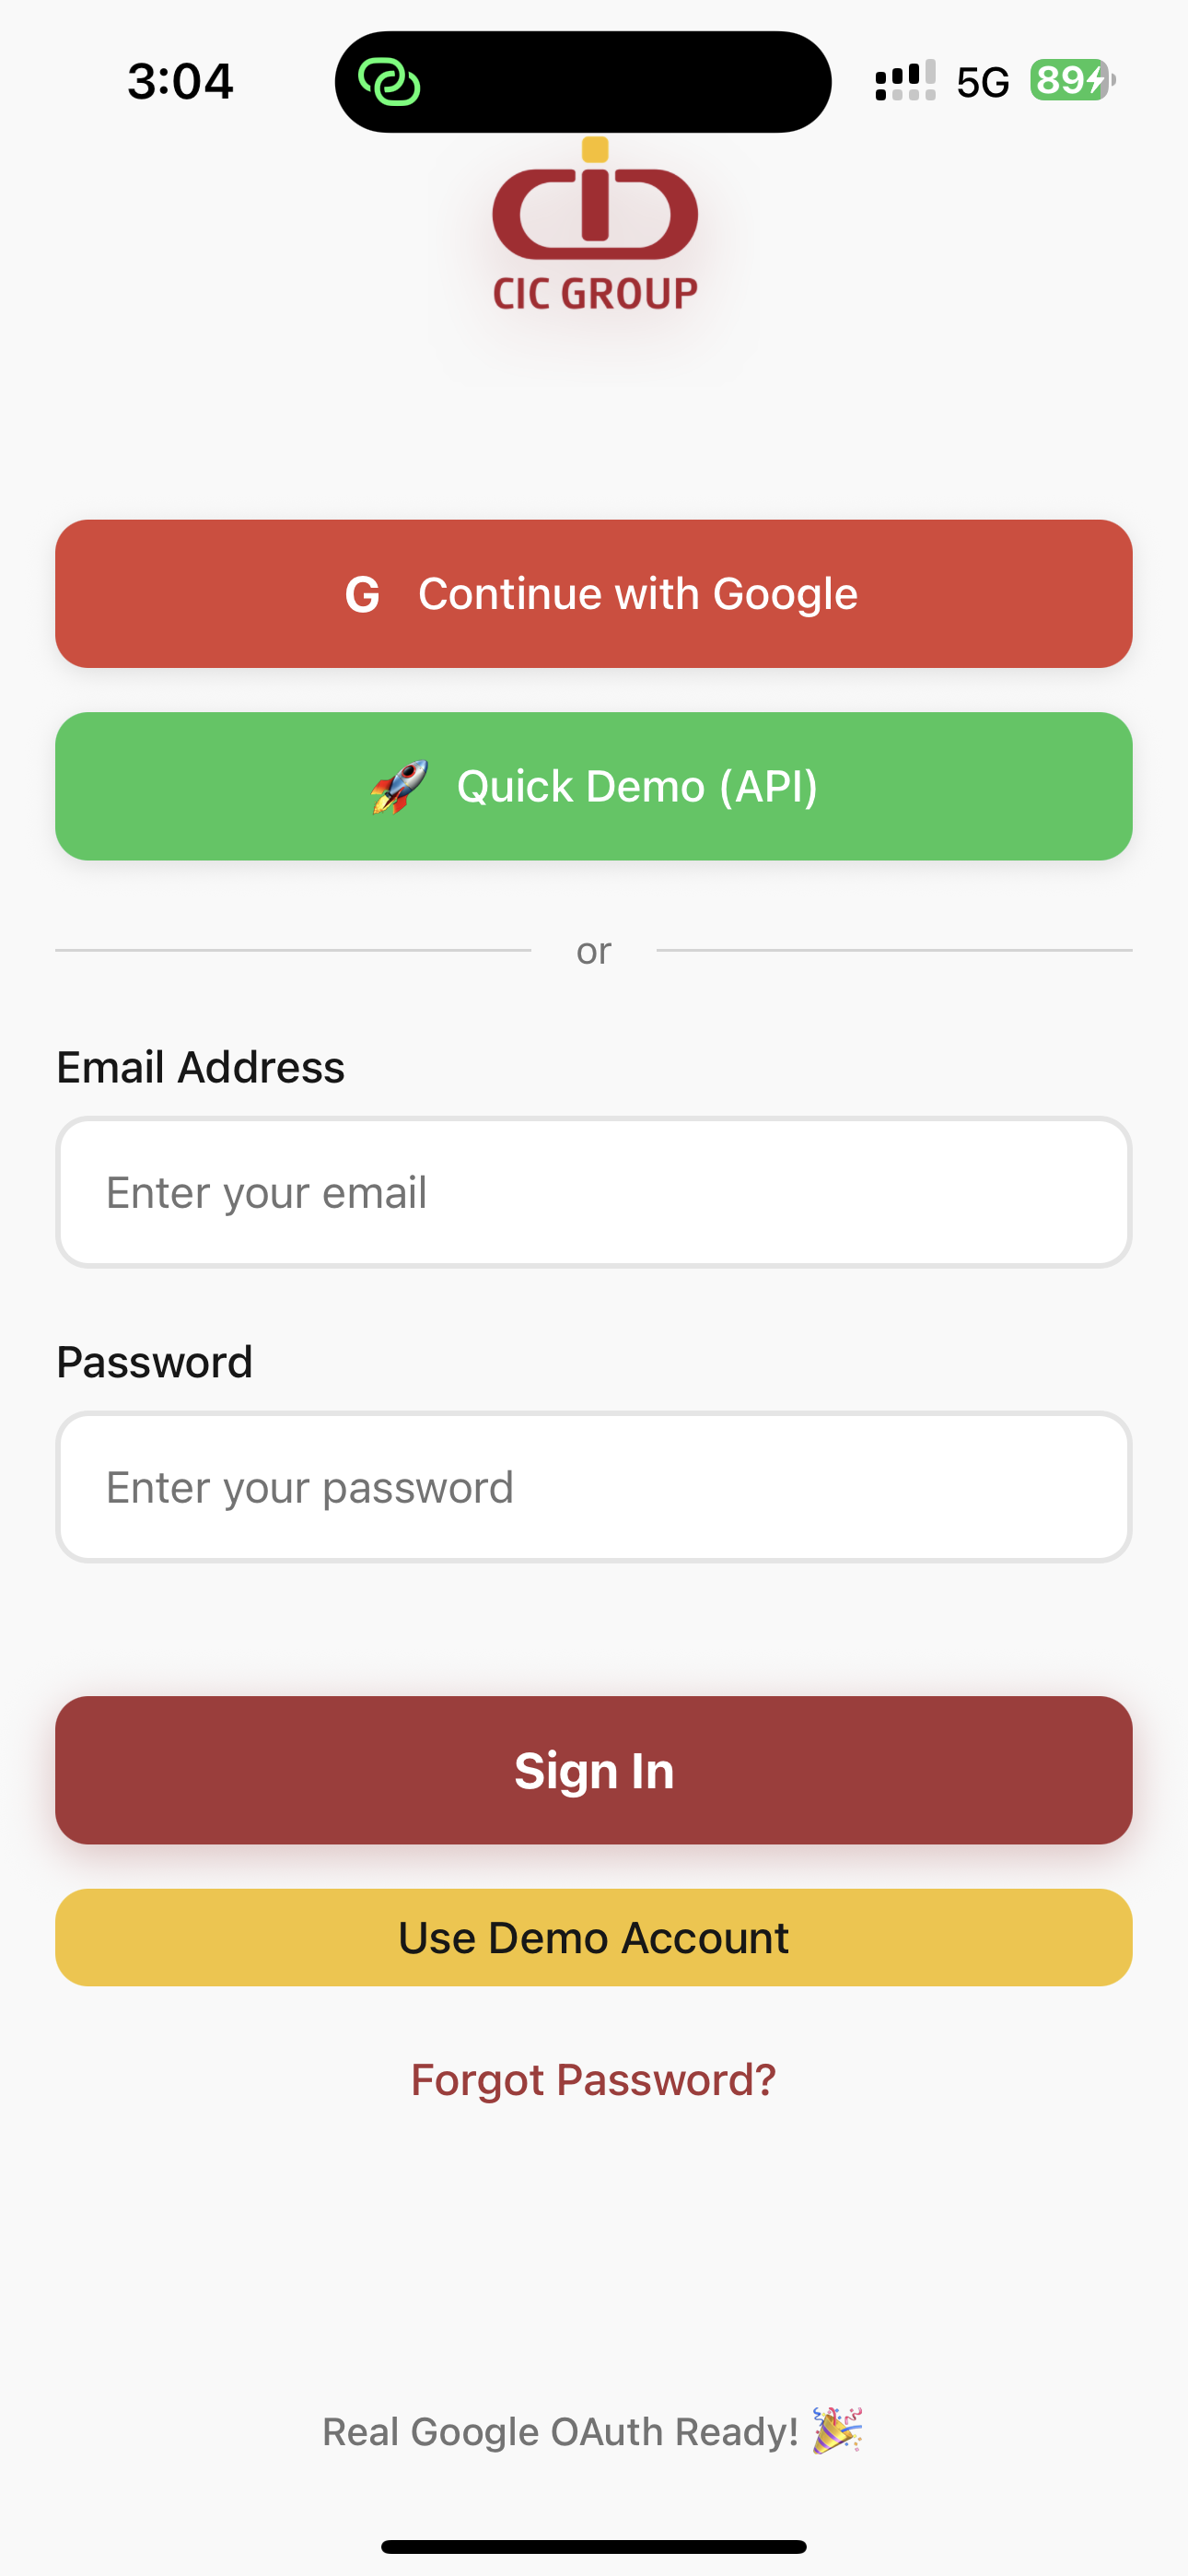 3:04
5G
89
CIC GROUP
G Continue with Google
🚀 Quick Demo (API)
or
Email Address
Enter your email
Password
Enter your password
Sign In
Use Demo Account
Forgot Password?
Real Google OAuth Ready! 🎉